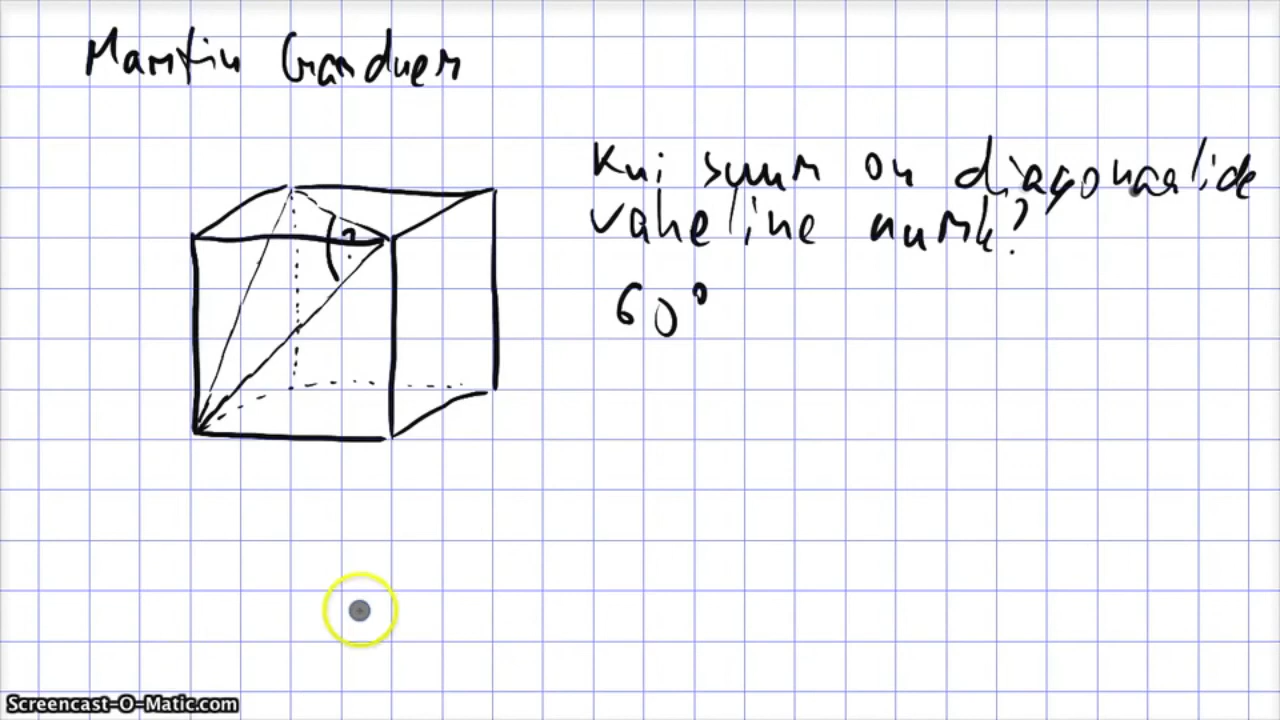 Martin Gardner
?
Kui suur on diagonaalide
vaheline nurk?
60°
Screencast-O-Matic.com